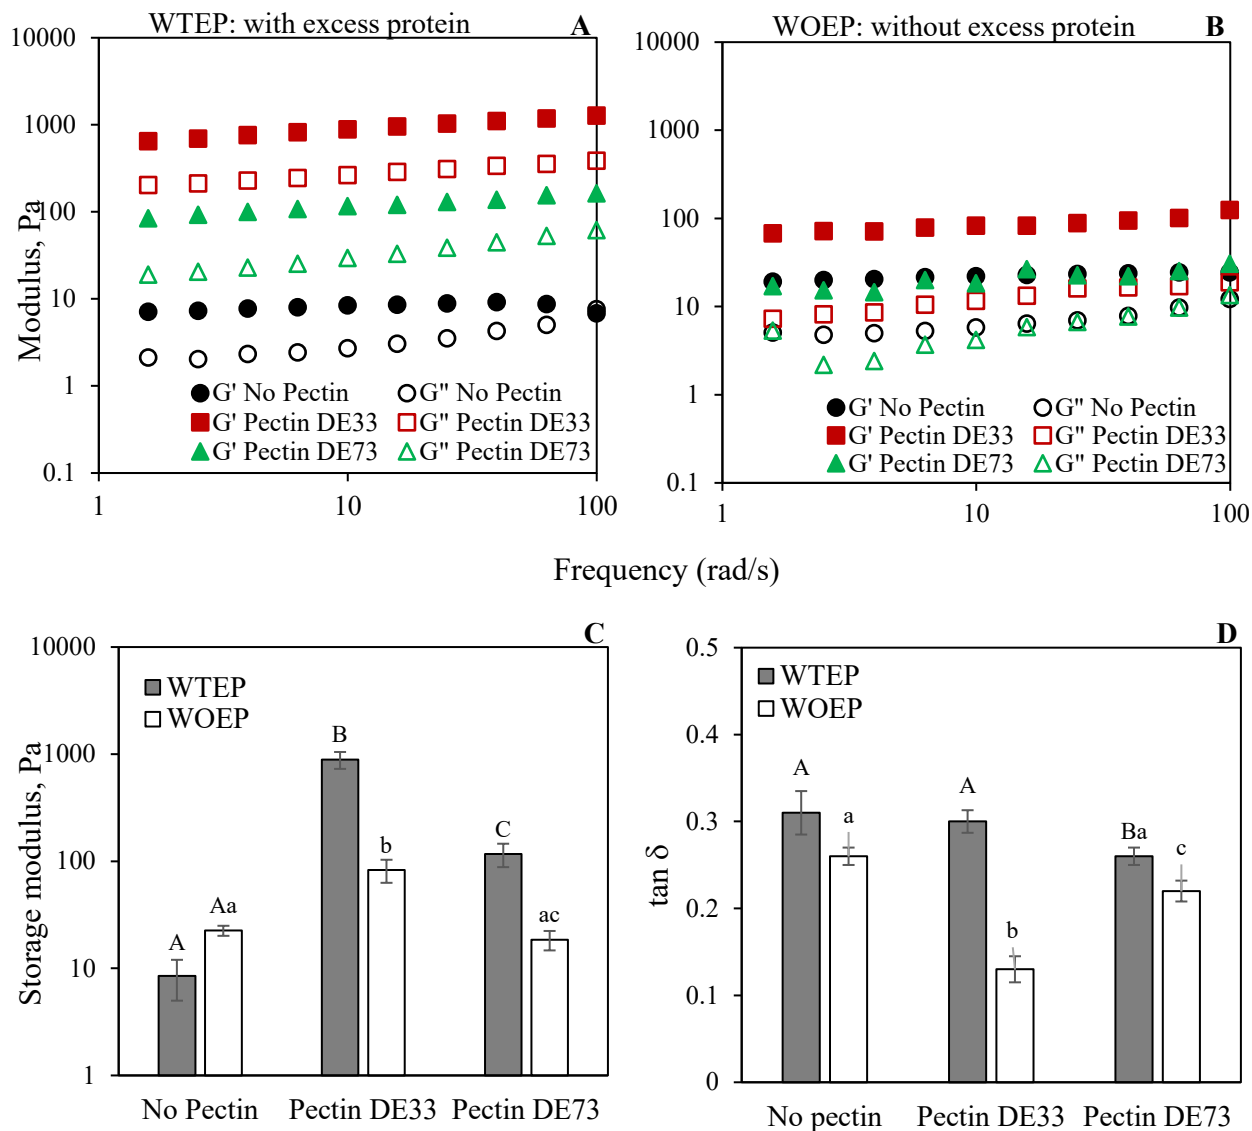 WTEP: with excess protein
A
10000
1000
100
10
1
0.1
Modulus, Pa
G' No Pectin
G'' No Pectin
G' Pectin DE33
G'' Pectin DE33
G' Pectin DE73
G'' Pectin DE73
1
10
100
WOEP: without excess protein
B
10000
1000
100
10
1
0.1
G' No Pectin
G'' No Pectin
G' Pectin DE33
G'' Pectin DE33
G' Pectin DE73
G'' Pectin DE73
1
10
100
Frequency (rad/s)
C
10000
1000
100
10
1
Storage modulus, Pa
WTEP
WOEP
A
Aa
B
b
C
ac
No Pectin
Pectin DE33
Pectin DE73
D
0.5
0.4
0.3
0.2
0.1
0
tan δ
WTEP
WOEP
A
a
A
b
Ba
c
No pectin
Pectin DE33
Pectin DE73